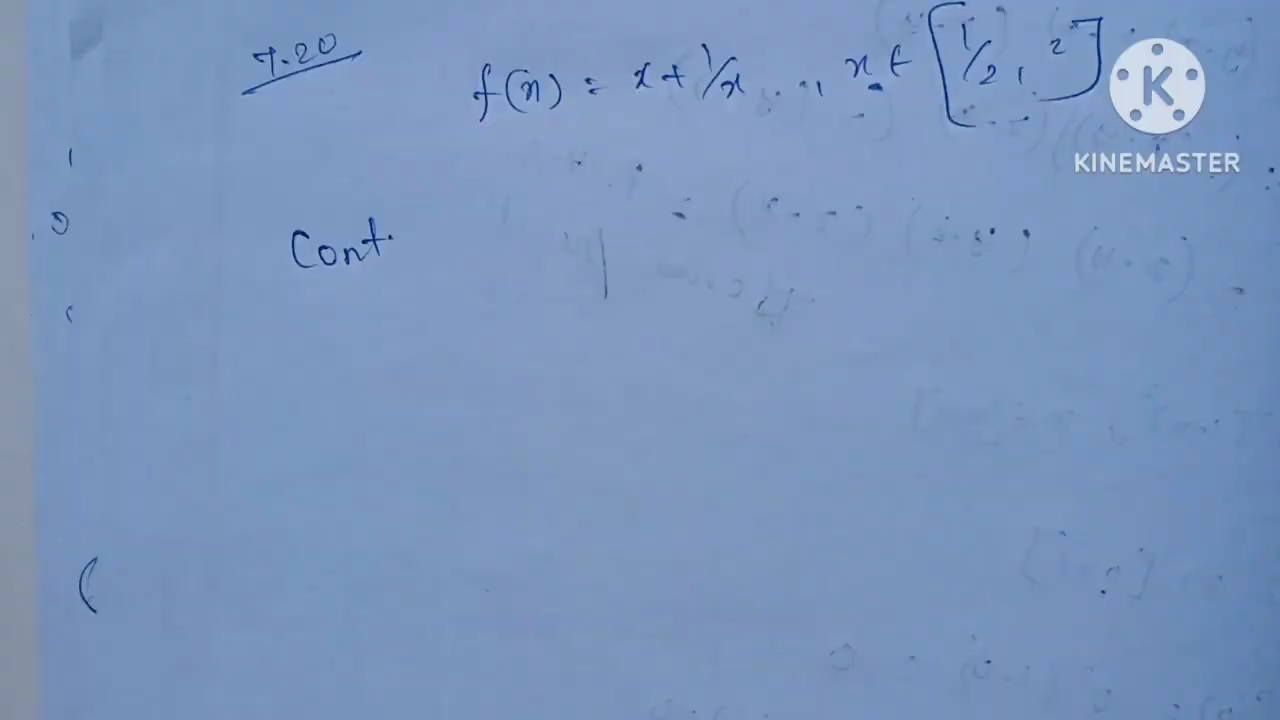 7.20
f(x) = x + 1/x , x ∈ [1/2, 2]
K
KINEMASTER
Cont.